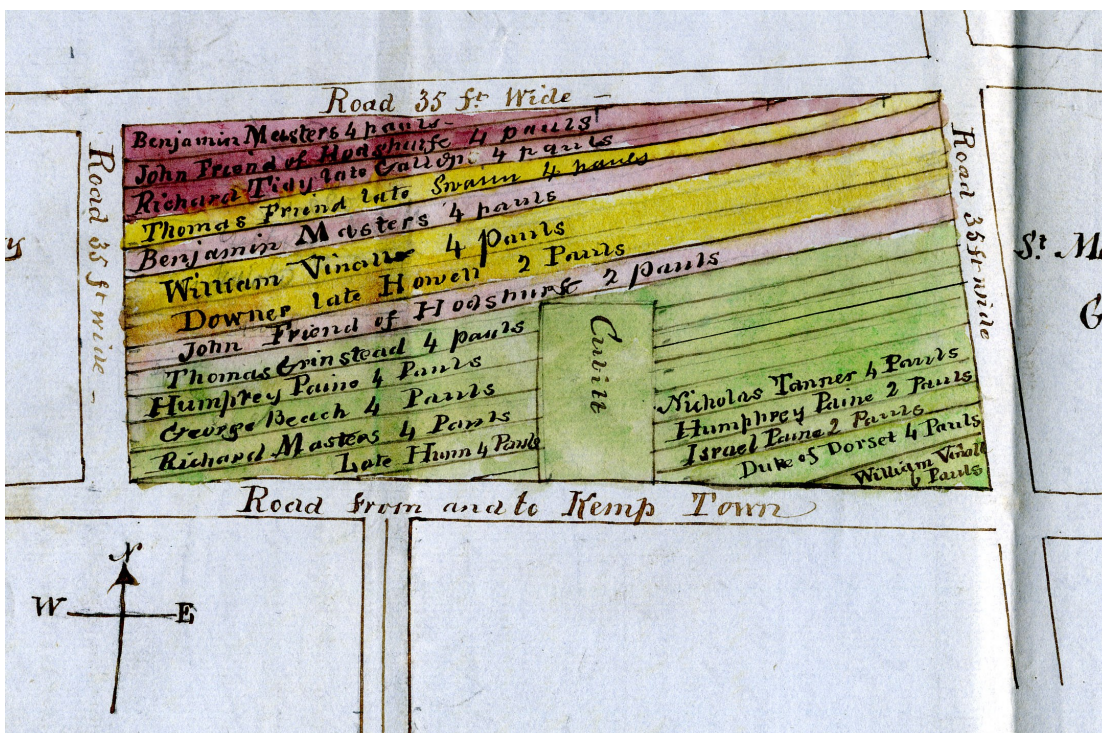 Road 35 ft Wide
Benjamin Masters 4 pauls
John Friend of Hodshurfe 4 pauls
Richard Tidy late Gallop 4 pauls
Thomas Friend late Swann 4 pauls
Benjamin Masters 4 pauls
William Vinall 4 Pauls
Downer late Howell 2 Pauls
John Friend of Hodshurg 2 pauls
Thomas Grinstead 4 pauls
Humphrey Paine 4 Pauls
George Beach 4 Pauls
Richard Masters 4 Pauls
Late Hunn 4 Pauls
Cubitt
Nicholas Tanner 4 Pauls
Humphrey Paine 2 Pauls
Israel Paine 2 Pauls
Duke of Dorset 4 Pauls
William Vinall
6 Pauls
Road 35 ft wide
Road 35 ft wide
St. M
G
Road from and to Kemp Town
N
W E